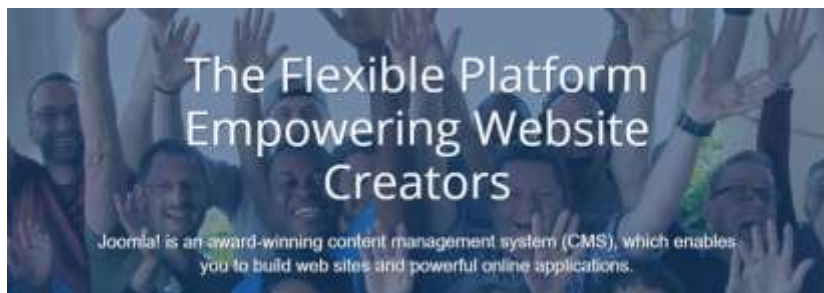 The Flexible Platform
Empowering Website
Creators
Joomla! is an award-winning content management system (CMS), which enables
you to build web sites and powerful online applications.